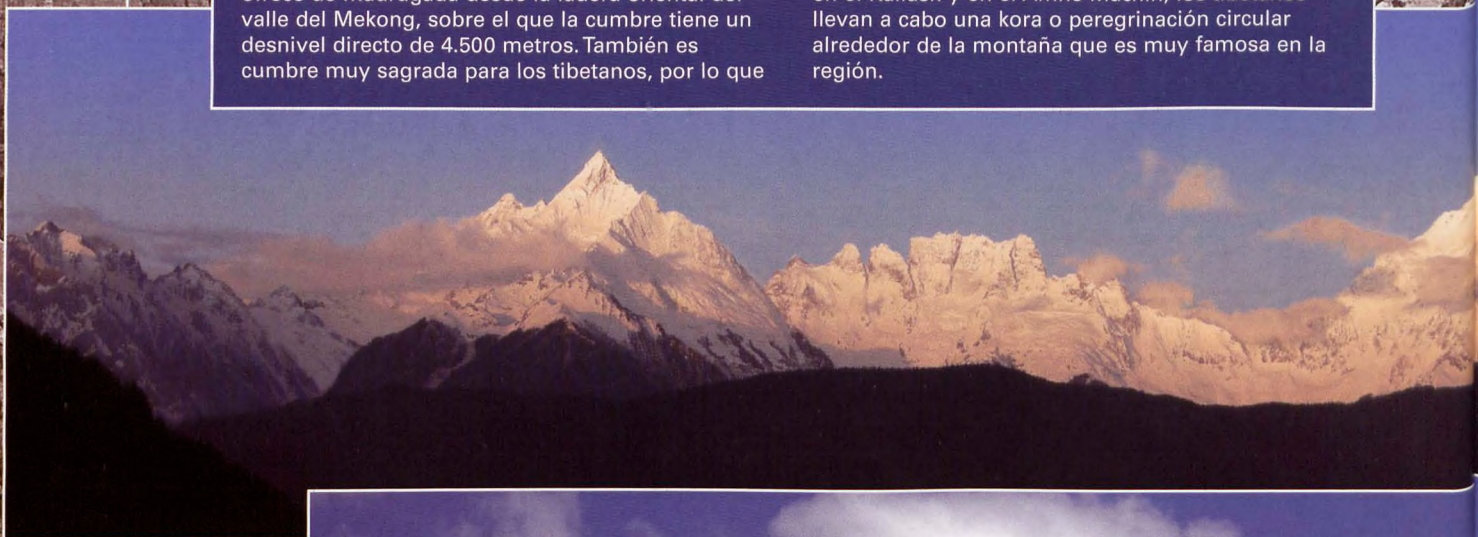 valle del Mekong, sobre el que la cumbre tiene un
desnivel directo de 4.500 metros. También es
cumbre muy sagrada para los tibetanos, por lo que
llevan a cabo una kora o peregrinación circular
alrededor de la montaña que es muy famosa en la
región.